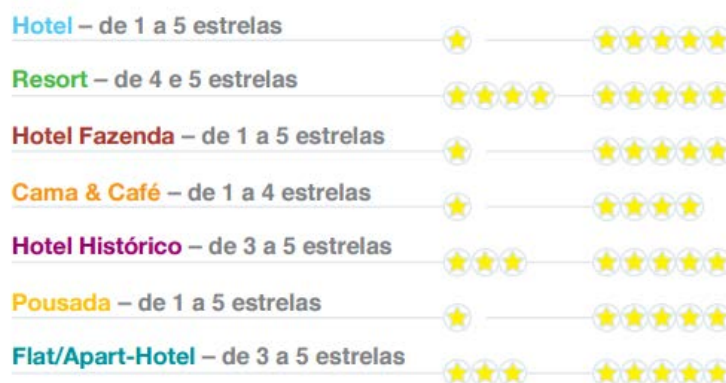 Hotel – de 1 a 5 estrelas
Resort – de 4 e 5 estrelas
Hotel Fazenda – de 1 a 5 estrelas
Cama & Café – de 1 a 4 estrelas
Hotel Histórico – de 3 a 5 estrelas
Pousada – de 1 a 5 estrelas
Flat/Apart-Hotel – de 3 a 5 estrelas